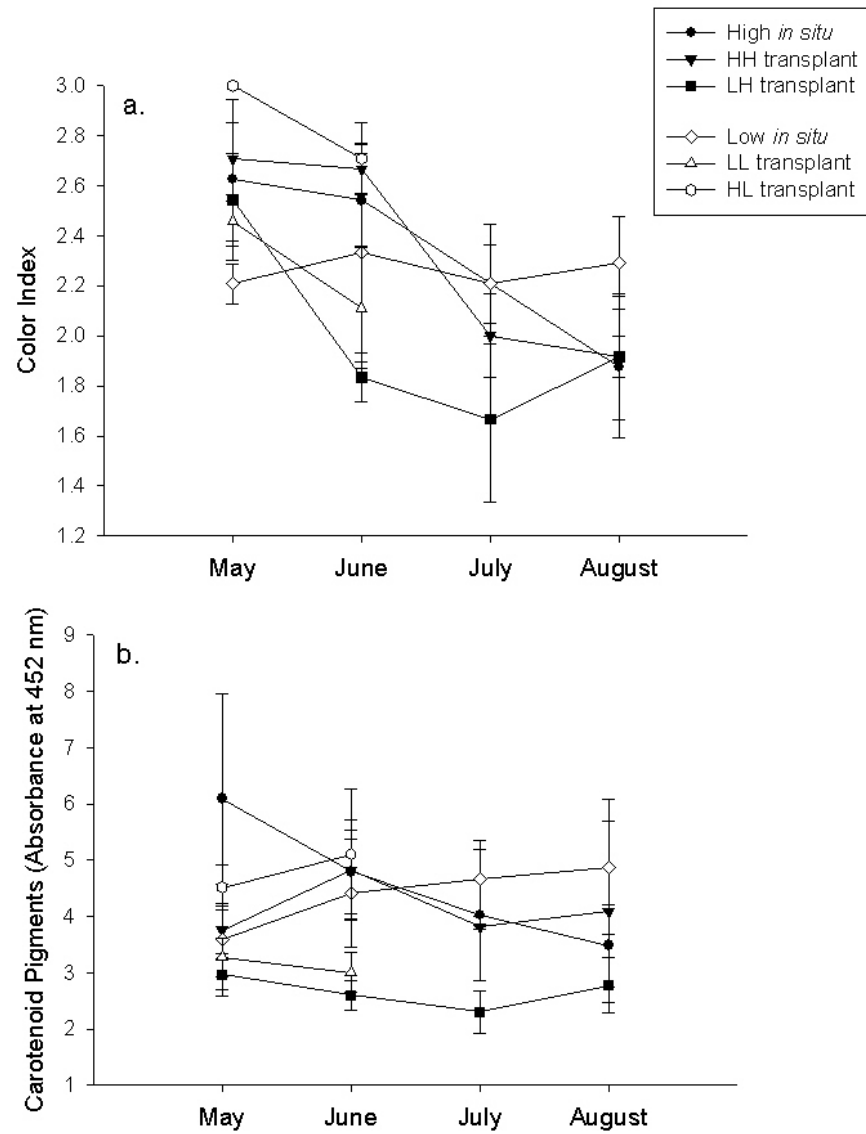 High in situ
HH transplant
LH transplant
Low in situ
LL transplant
HL transplant
a.
3.0
2.8
2.6
2.4
2.2
2.0
1.8
1.6
1.4
1.2
Color Index
May June July August
b.
9
8
7
6
5
4
3
2
1
Carotenoid Pigments (Absorbance at 452 nm)
May June July August